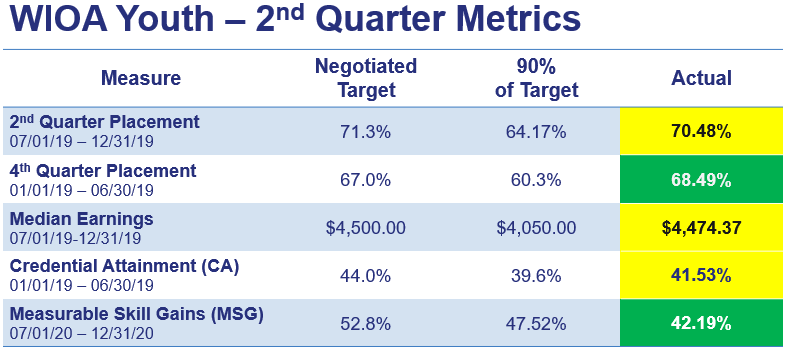 WIOA Youth – 2nd Quarter Metrics
Measure
Negotiated
Target
90%
of Target
Actual
2nd Quarter Placement
07/01/19 – 12/31/19
71.3%
64.17%
70.48%
4th Quarter Placement
01/01/19 – 06/30/19
67.0%
60.3%
68.49%
Median Earnings
07/01/19-12/31/19
$4,500.00
$4,050.00
$4,474.37
Credential Attainment (CA)
01/01/19 – 06/30/19
44.0%
39.6%
41.53%
Measurable Skill Gains (MSG)
07/01/20 – 12/31/20
52.8%
47.52%
42.19%